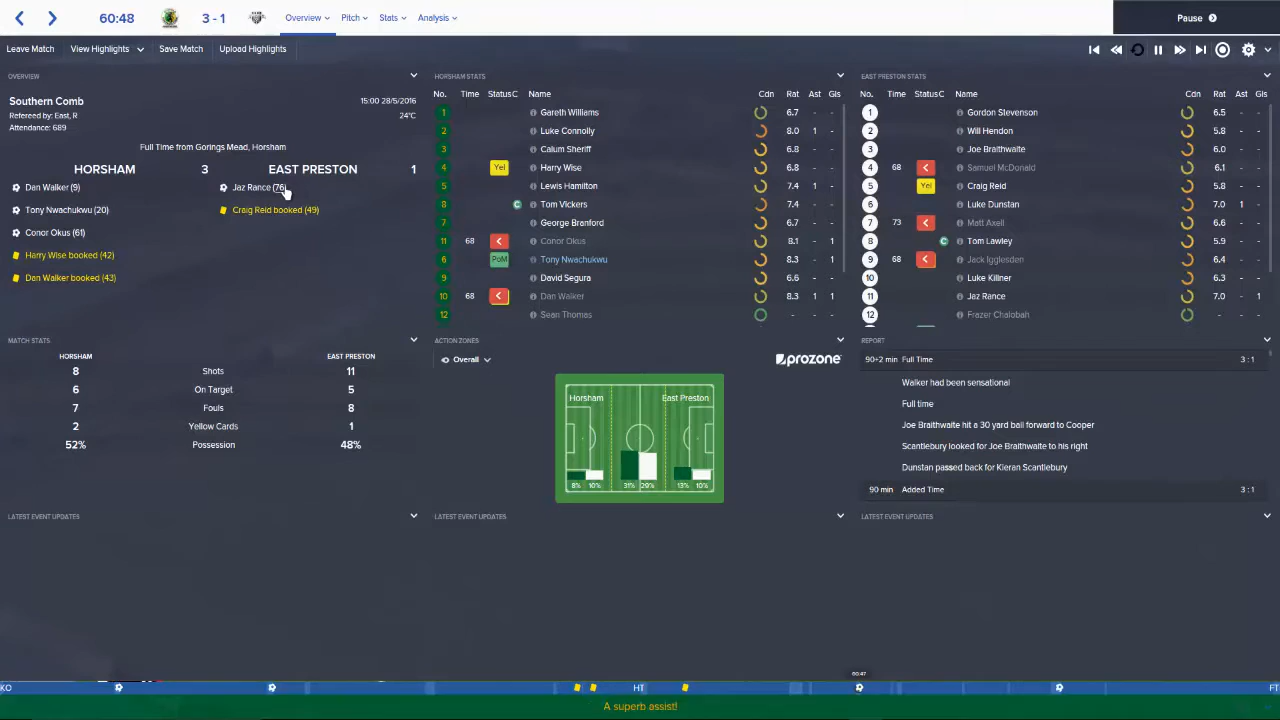 60:48
3 - 1
Overview
Pitch
Stats
Analysis
Pause
Leave Match
View Highlights
Save Match
Upload Highlights
OVERVIEW
Southern Comb
15:00 28/5/2016
Refereed by: East, R
24°C
Attendance: 689
Full Time from Gorings Mead, Horsham
HORSHAM 3 EAST PRESTON 1
Dan Walker (9)
Jaz Rance (76)
Tony Nwachukwu (20)
Craig Reid booked (49)
Conor Okus (61)
Harry Wise booked (42)
Dan Walker booked (43)
HORSHAM STATS
No. Time Status C Name Cdn Rat Ast Gls
1 Gareth Williams 6.7 - -
2 Luke Connolly 8.0 1 -
3 Calum Sheriff 6.8 - -
4 Yel Harry Wise 6.8 - -
5 Lewis Hamilton 7.4 1 -
8 C Tom Vickers 7.4 - -
7 George Branford 6.7 - -
11 68 Conor Okus 8.1 - 1
6 PoM Tony Nwachukwu 8.3 - 1
9 David Segura 6.6 - -
10 68 Dan Walker 8.3 1 1
12 Sean Thomas - - -
EAST PRESTON STATS
No. Time Status C Name Cdn Rat Ast Gls
1 Gordon Stevenson 6.5 - -
2 Will Hendon 5.8 - -
3 Joe Braithwaite 6.0 - -
4 68 Samuel McDonald 6.1 - -
5 Yel Craig Reid 5.8 - -
6 Luke Dunstan 7.0 1 -
7 73 Matt Axell 6.6 - -
8 C Tom Lawley 5.9 - -
9 68 Jack Igglesden 6.4 - -
10 Luke Killner 6.3 - -
11 Jaz Rance 7.0 - 1
12 Frazer Chalobah - - -
MATCH STATS
HORSHAM EAST PRESTON
8 Shots 11
6 On Target 5
7 Fouls 8
2 Yellow Cards 1
52% Possession 48%
ACTION ZONES
Overall
prozone
Horsham East Preston
8% 10% 31% 29% 13% 10%
REPORT
90+2 min Full Time 3 : 1
Walker had been sensational
Full time
Joe Braithwaite hit a 30 yard ball forward to Cooper
Scantlebury looked for Joe Braithwaite to his right
Dunstan passed back for Kieran Scantlebury
90 min Added Time 3 : 1
LATEST EVENT UPDATES
LATEST EVENT UPDATES
LATEST EVENT UPDATES
60:47
KO HT FT
A superb assist!